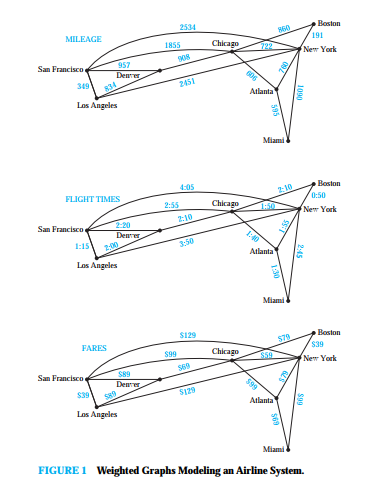 2534
860
Boston
MILEAGE
1855
Chicago
722
191
New York
San Francisco
957
908
Denver
606
760
349
834
2451
Atlanta
1090
Los Angeles
595
Miami
4:05
2:10
Boston
FLIGHT TIMES
2:55
Chicago
1:50
0:50
New York
San Francisco
2:20
2:10
Denver
1:40
1:55
1:15
2:00
3:50
Atlanta
2:45
Los Angeles
1:30
Miami
$129
$79
Boston
FARES
$99
Chicago
$59
$39
New York
San Francisco
$89
$69
Denver
$99
$79
$39
$89
$129
Atlanta
$99
Los Angeles
$69
Miami
FIGURE 1 Weighted Graphs Modeling an Airline System.